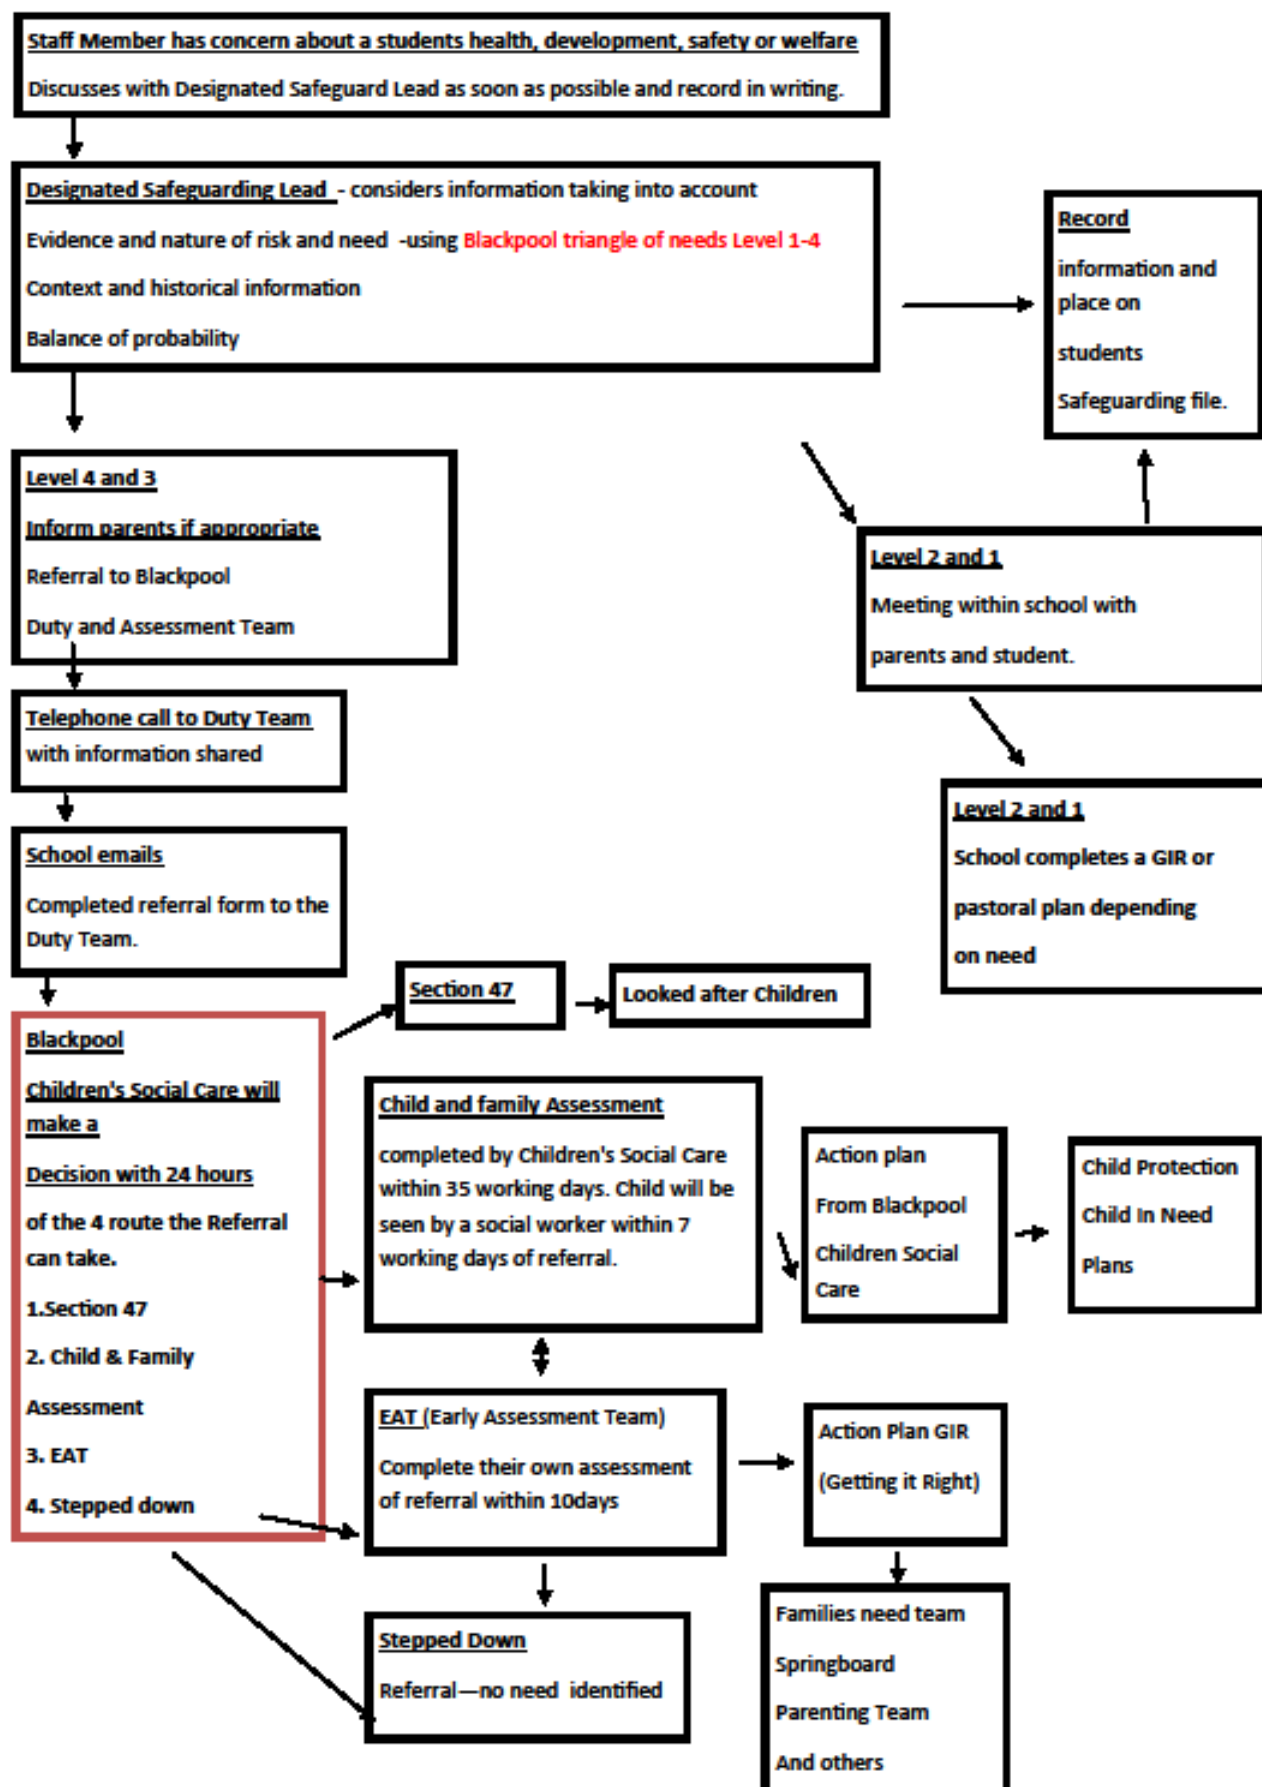 Staff Member has concern about a students health, development, safety or welfare
Discusses with Designated Safeguard Lead as soon as possible and record in writing.
Designated Safeguarding Lead - considers information taking into account
Evidence and nature of risk and need -using Blackpool triangle of needs Level 1-4
Context and historical information
Balance of probability
Record
information and
place on
students
Safeguarding file.
Level 4 and 3
Inform parents if appropriate
Referral to Blackpool
Duty and Assessment Team
Level 2 and 1
Meeting within school with
parents and student.
Telephone call to Duty Team
with information shared
Level 2 and 1
School completes a GIR or
pastoral plan depending
on need
School emails
Completed referral form to the
Duty Team.
Section 47
Looked after Children
Blackpool
Children's Social Care will
make a
Decision with 24 hours
of the 4 route the Referral
can take.
1.Section 47
2. Child & Family
Assessment
3. EAT
4. Stepped down
Child and family Assessment
completed by Children's Social Care
within 35 working days. Child will be
seen by a social worker within 7
working days of referral.
Action plan
From Blackpool
Children Social
Care
Child Protection
Child In Need
Plans
EAT (Early Assessment Team)
Complete their own assessment
of referral within 10days
Action Plan GIR
(Getting it Right)
Stepped Down
Referral—no need identified
Families need team
Springboard
Parenting Team
And others